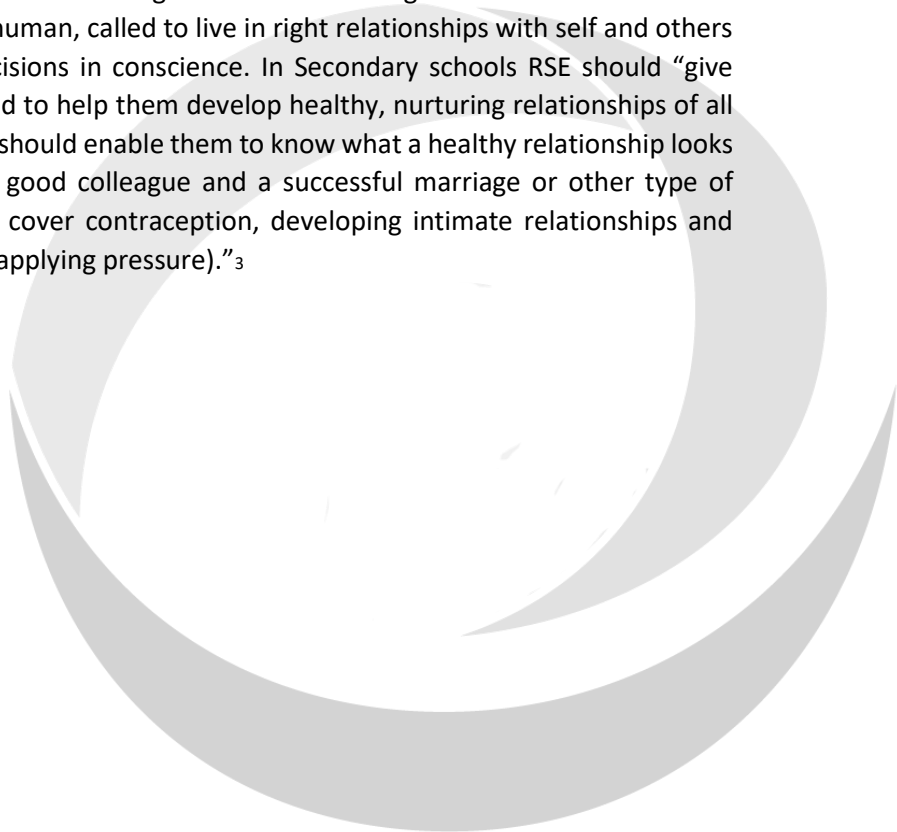 human, called to live in right relationships with self and others
cisions in conscience. In Secondary schools RSE should “give
d to help them develop healthy, nurturing relationships of all
should enable them to know what a healthy relationship looks
good colleague and a successful marriage or other type of
cover contraception, developing intimate relationships and
applying pressure).”3